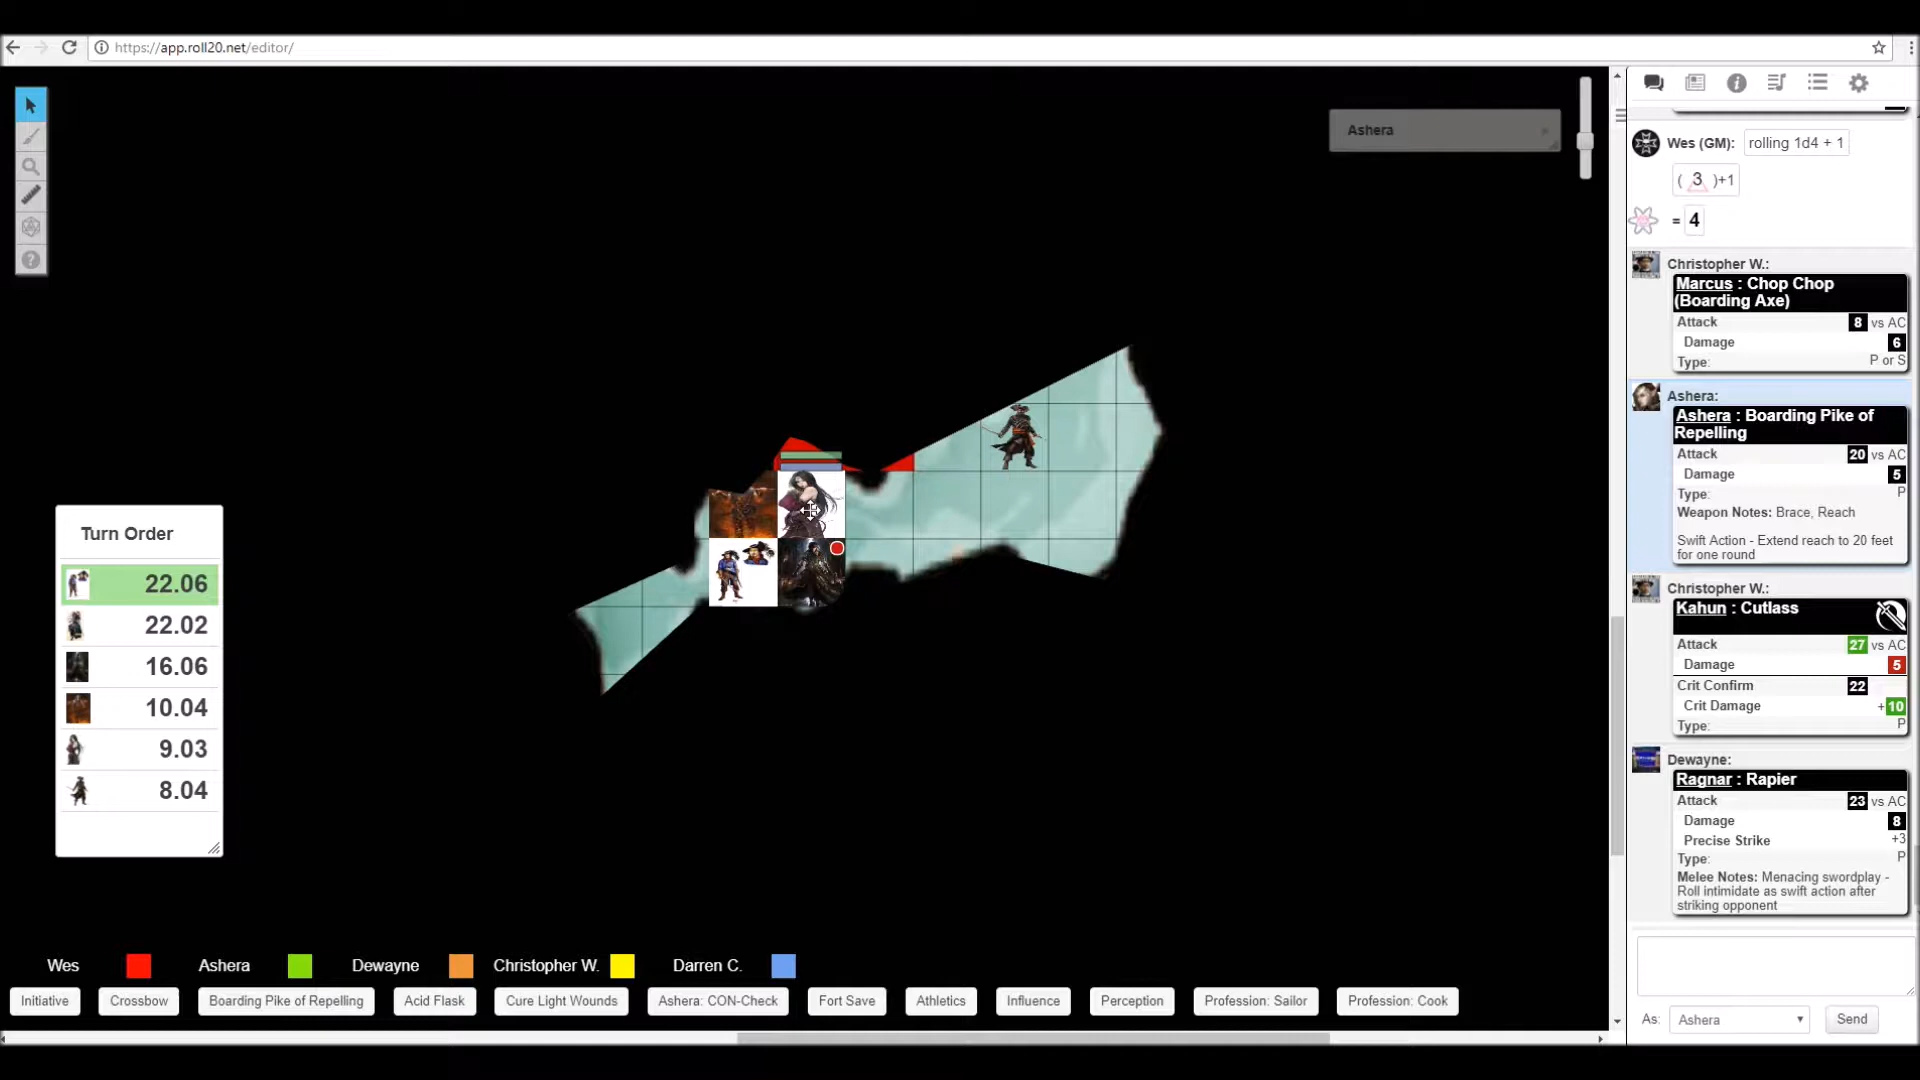 https://app.roll20.net/editor/
Ashera
Turn Order
22.06
22.02
16.06
10.04
9.03
8.04
Wes
Ashera
Dewayne
Christopher W.
Darren C.
Initiative
Crossbow
Boarding Pike of Repelling
Acid Flask
Cure Light Wounds
Ashera: CON-Check
Fort Save
Athletics
Influence
Perception
Profession: Sailor
Profession: Cook
Wes (GM): rolling 1d4 + 1
( 3 )+1
= 4
Christopher W.:
Marcus : Chop Chop
(Boarding Axe)
Attack 8 vs AC
Damage 6
Type: P or S
Ashera:
Ashera : Boarding Pike of
Repelling
Attack 20 vs AC
Damage 5
Type: P
Weapon Notes: Brace, Reach
Swift Action - Extend reach to 20 feet
for one round
Christopher W.:
Kahun : Cutlass
Attack 27 vs AC
Damage 5
Crit Confirm 22
Crit Damage +10
Type: P
Dewayne:
Ragnar : Rapier
Attack 23 vs AC
Damage 8
Precise Strike +3
Type: P
Melee Notes: Menacing swordplay -
Roll intimidate as swift action after
striking opponent
As: Ashera
Send